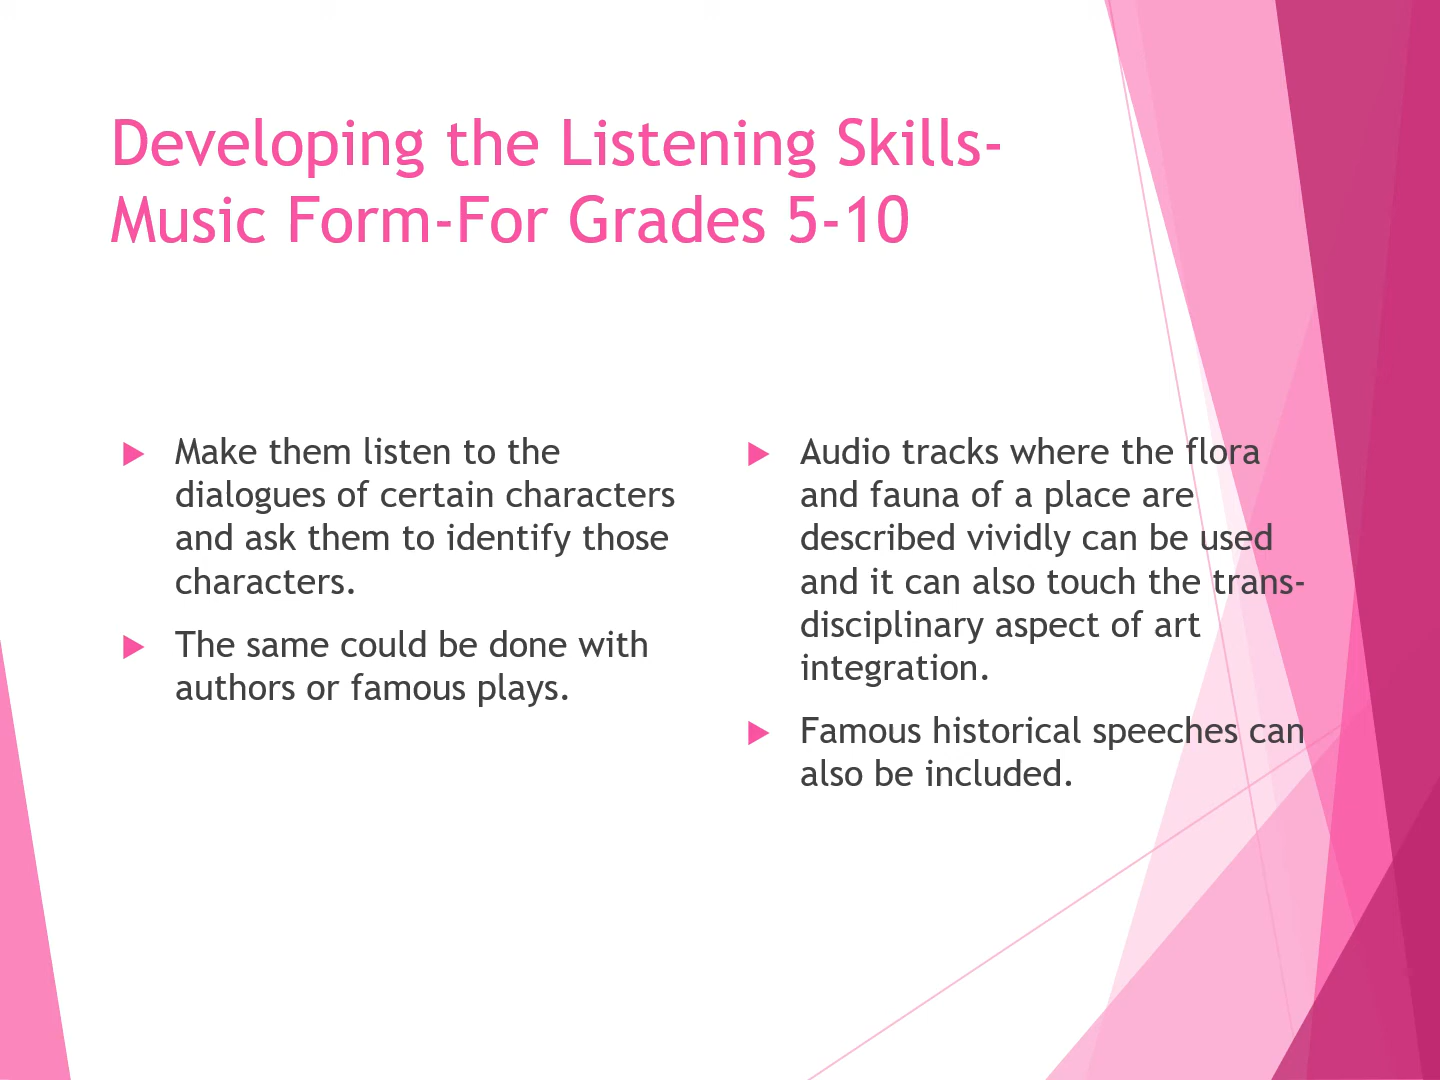 Developing the Listening Skills-
Music Form-For Grades 5-10
Make them listen to the
dialogues of certain characters
and ask them to identify those
characters.
The same could be done with
authors or famous plays.
Audio tracks where the flora
and fauna of a place are
described vividly can be used
and it can also touch the trans-
disciplinary aspect of art
integration.
Famous historical speeches can
also be included.